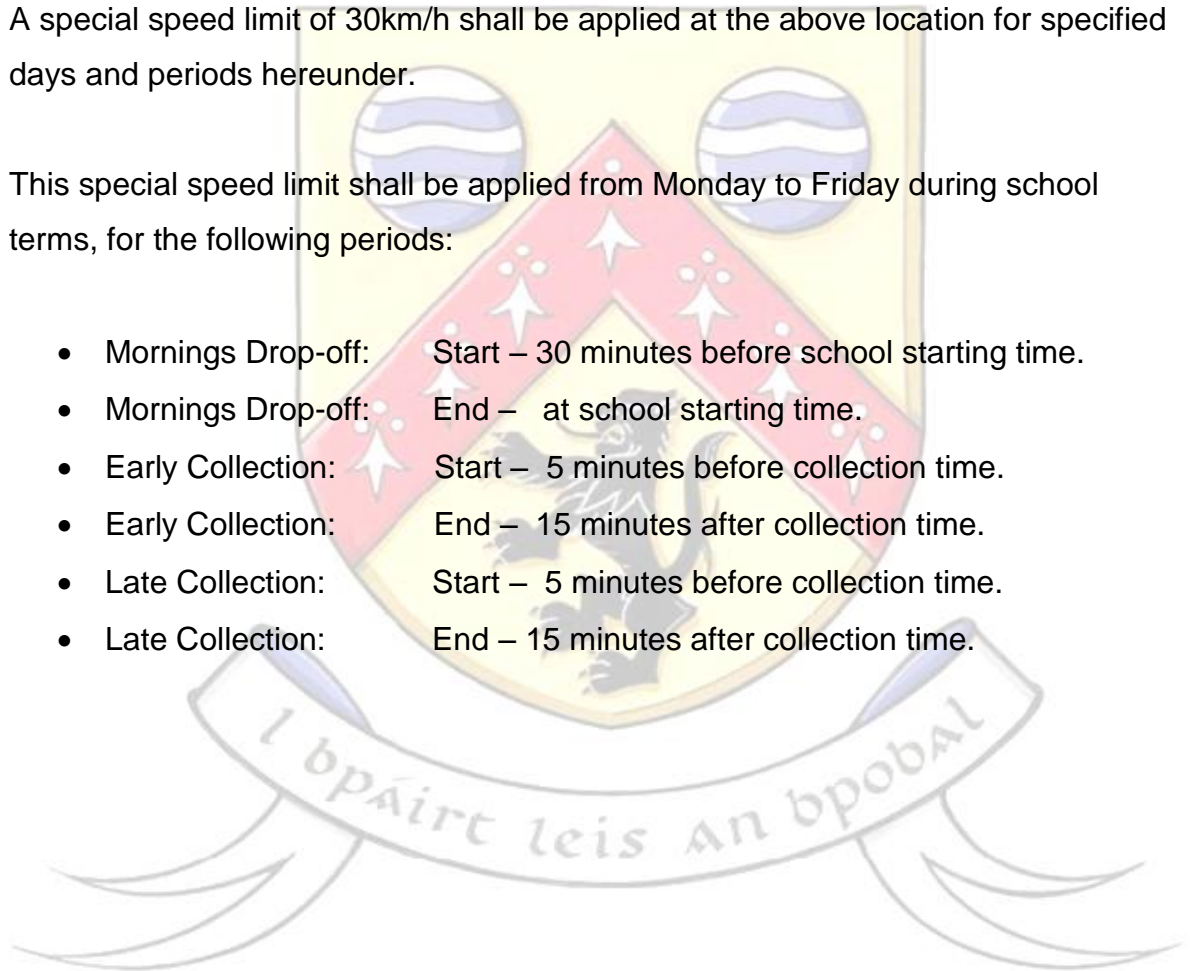 A special speed limit of 30km/h shall be applied at the above location for specified
days and periods hereunder.
This special speed limit shall be applied from Monday to Friday during school
terms, for the following periods:
• Mornings Drop-off: Start – 30 minutes before school starting time.
• Mornings Drop-off: End – at school starting time.
• Early Collection: Start – 5 minutes before collection time.
• Early Collection: End – 15 minutes after collection time.
• Late Collection: Start – 5 minutes before collection time.
• Late Collection: End – 15 minutes after collection time.
I bpáirt leis an bpobal